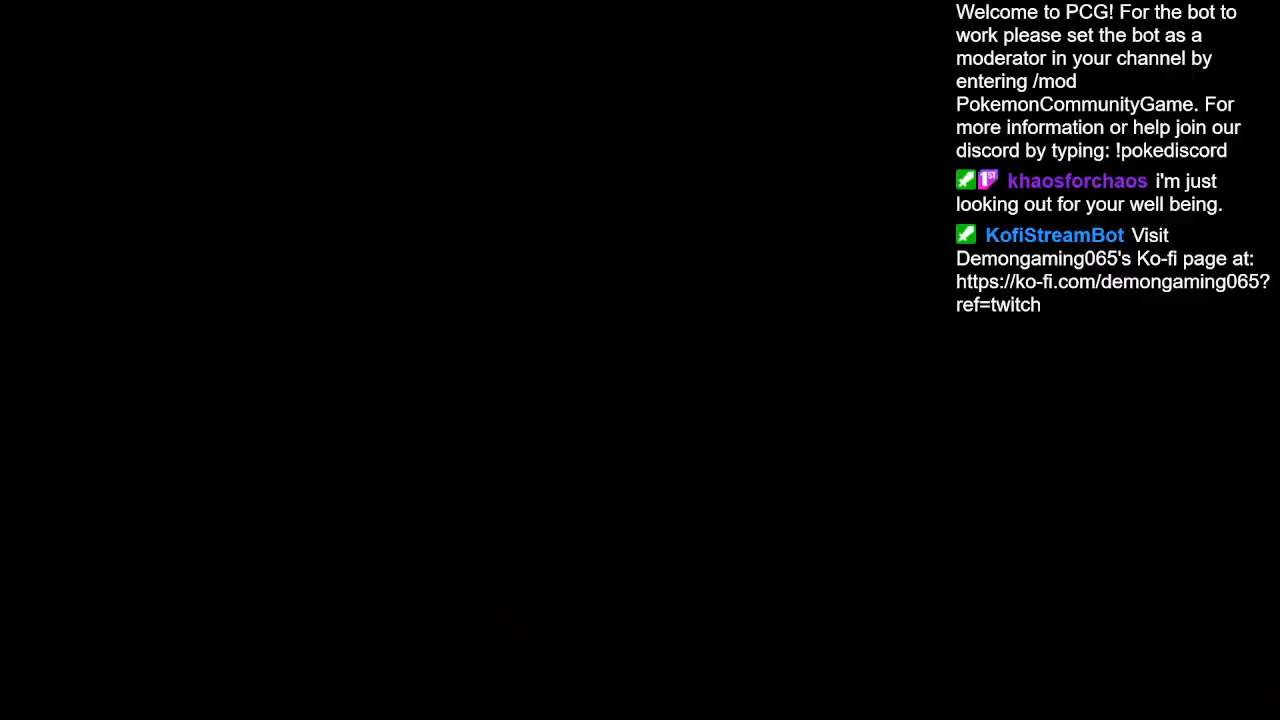 Welcome to PCG! For the bot to
work please set the bot as a
moderator in your channel by
entering /mod
PokemonCommunityGame. For
more information or help join our
discord by typing: !pokediscord
1ST khaosforchaos i'm just
looking out for your well being.
KofiStreamBot Visit
Demongaming065's Ko-fi page at:
https://ko-fi.com/demongaming065?
ref=twitch